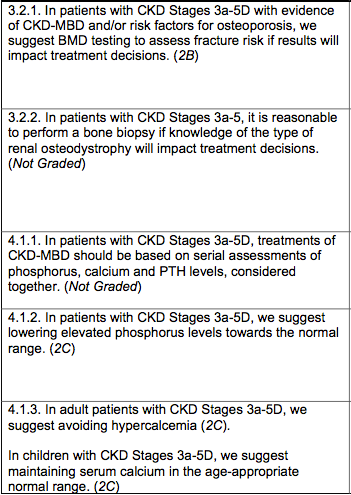 3.2.1. In patients with CKD Stages 3a-5D with evidence
of CKD-MBD and/or risk factors for osteoporosis, we
suggest BMD testing to assess fracture risk if results will
impact treatment decisions. (2B)
3.2.2. In patients with CKD Stages 3a-5, it is reasonable
to perform a bone biopsy if knowledge of the type of
renal osteodystrophy will impact treatment decisions.
(Not Graded)
4.1.1. In patients with CKD Stages 3a-5D, treatments of
CKD-MBD should be based on serial assessments of
phosphorus, calcium and PTH levels, considered
together. (Not Graded)
4.1.2. In patients with CKD Stages 3a-5D, we suggest
lowering elevated phosphorus levels towards the normal
range. (2C)
4.1.3. In adult patients with CKD Stages 3a-5D, we
suggest avoiding hypercalcemia (2C).
In children with CKD Stages 3a-5D, we suggest
maintaining serum calcium in the age-appropriate
normal range. (2C)